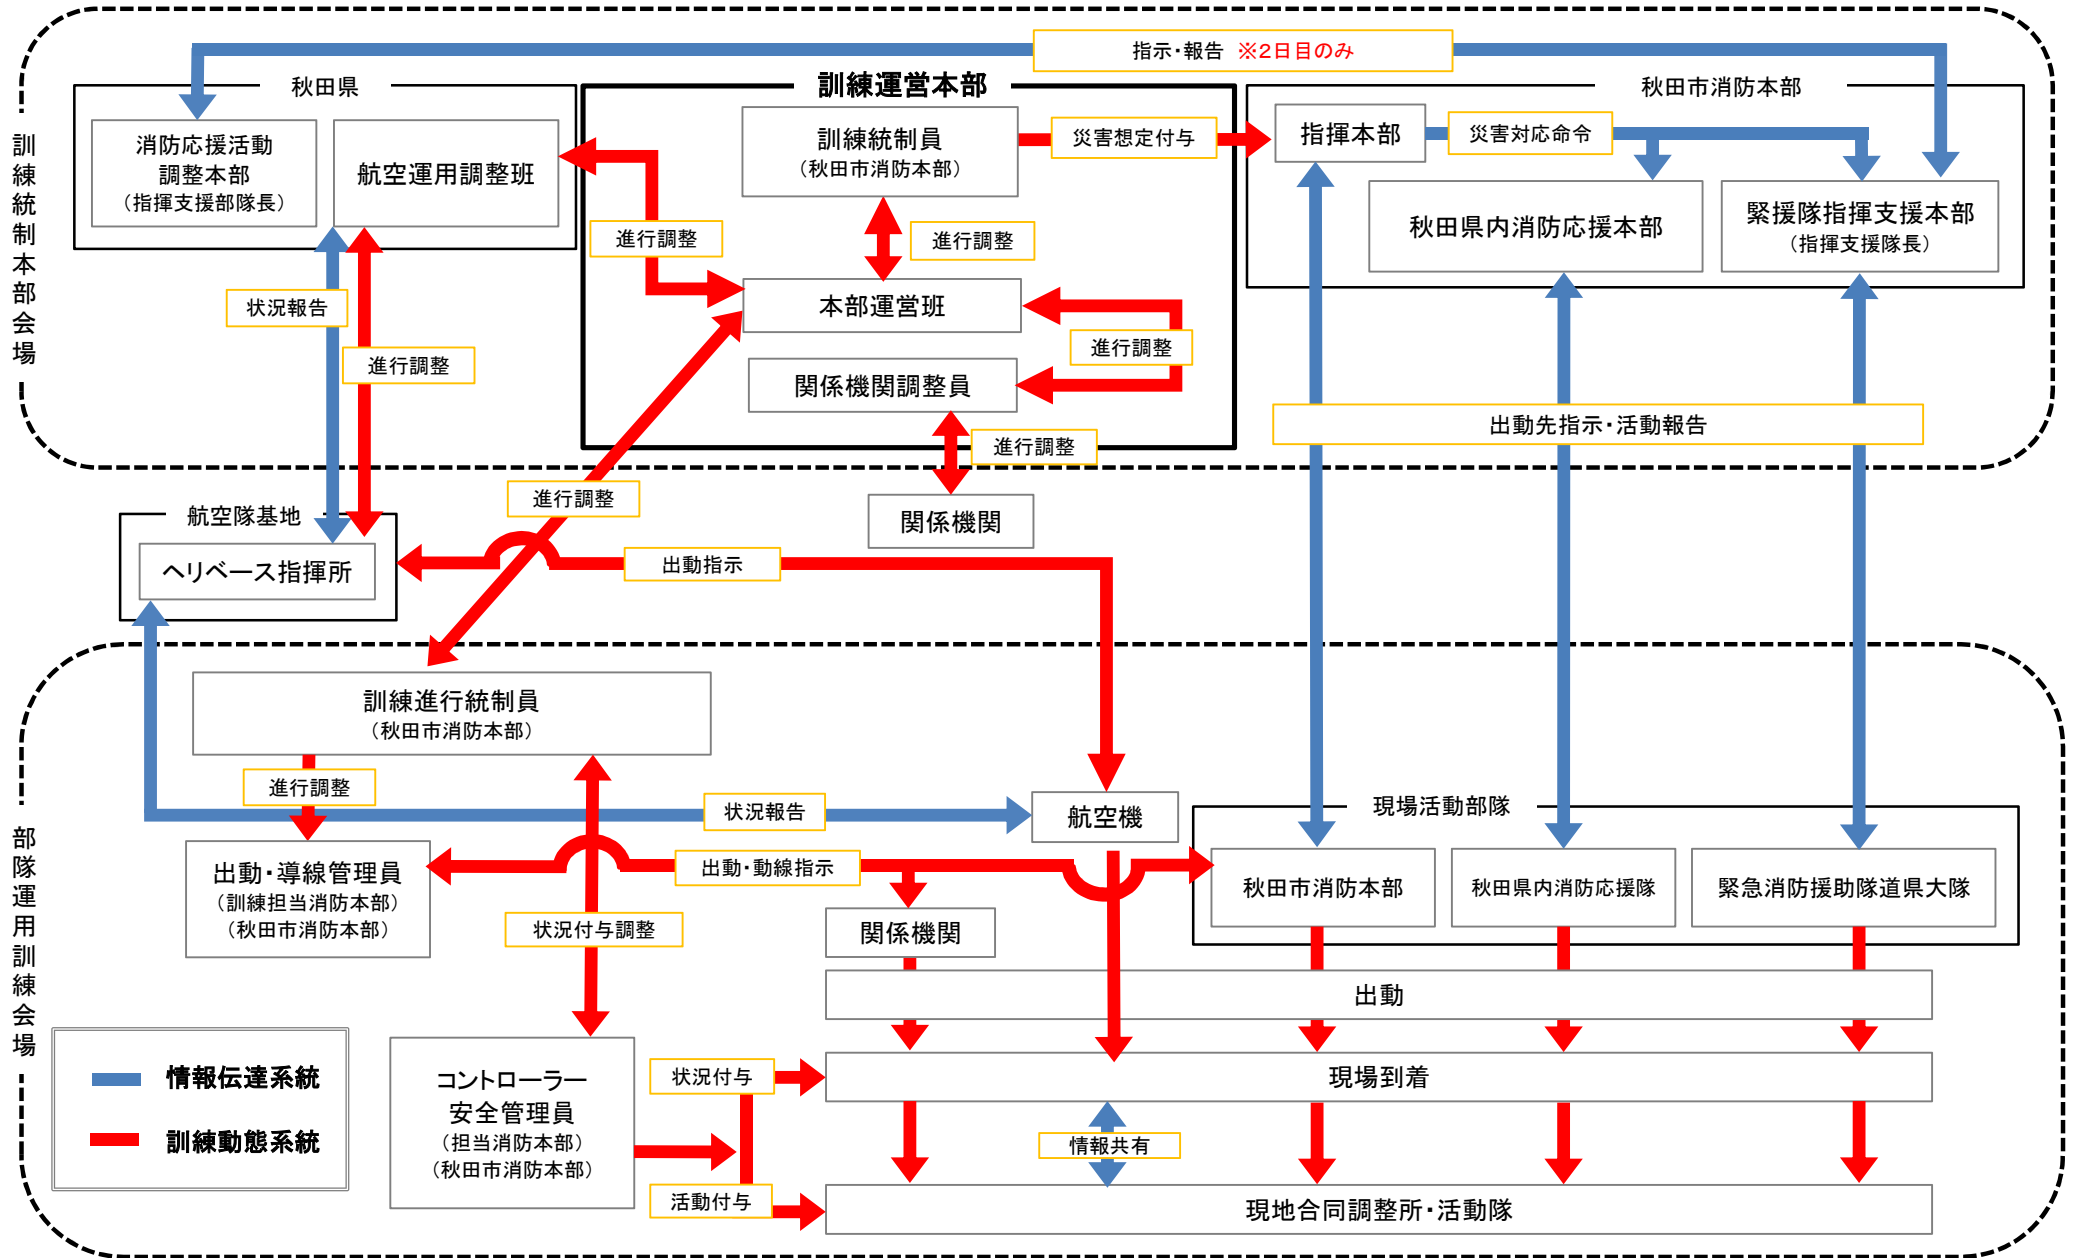 指示・報告 ※2日目のみ
訓練統制本部会場
秋田県
消防応援活動
調整本部
（指揮支援部隊長）
航空運用調整班
訓練運営本部
訓練統制員
（秋田市消防本部）
災害想定付与
秋田市消防本部
指揮本部
災害対応命令
秋田県内消防応援本部
緊援隊指揮支援本部
（指揮支援隊長）
進行調整
進行調整
本部運営班
進行調整
関係機関調整員
進行調整
関係機関
状況報告
進行調整
出動先指示・活動報告
進行調整
航空隊基地
ヘリベース指揮所
出動指示
部隊運用訓練会場
訓練進行統制員
（秋田市消防本部）
進行調整
状況報告
航空機
現場活動部隊
出動・導線管理員
（訓練担当消防本部）
（秋田市消防本部）
出動・動線指示
秋田市消防本部
秋田県内消防応援隊
緊急消防援助隊道県大隊
状況付与調整
関係機関
出動
コントローラー
安全管理員
（担当消防本部）
（秋田市消防本部）
状況付与
現場到着
情報共有
活動付与
現地合同調整所・活動隊
情報伝達系統
訓練動態系統